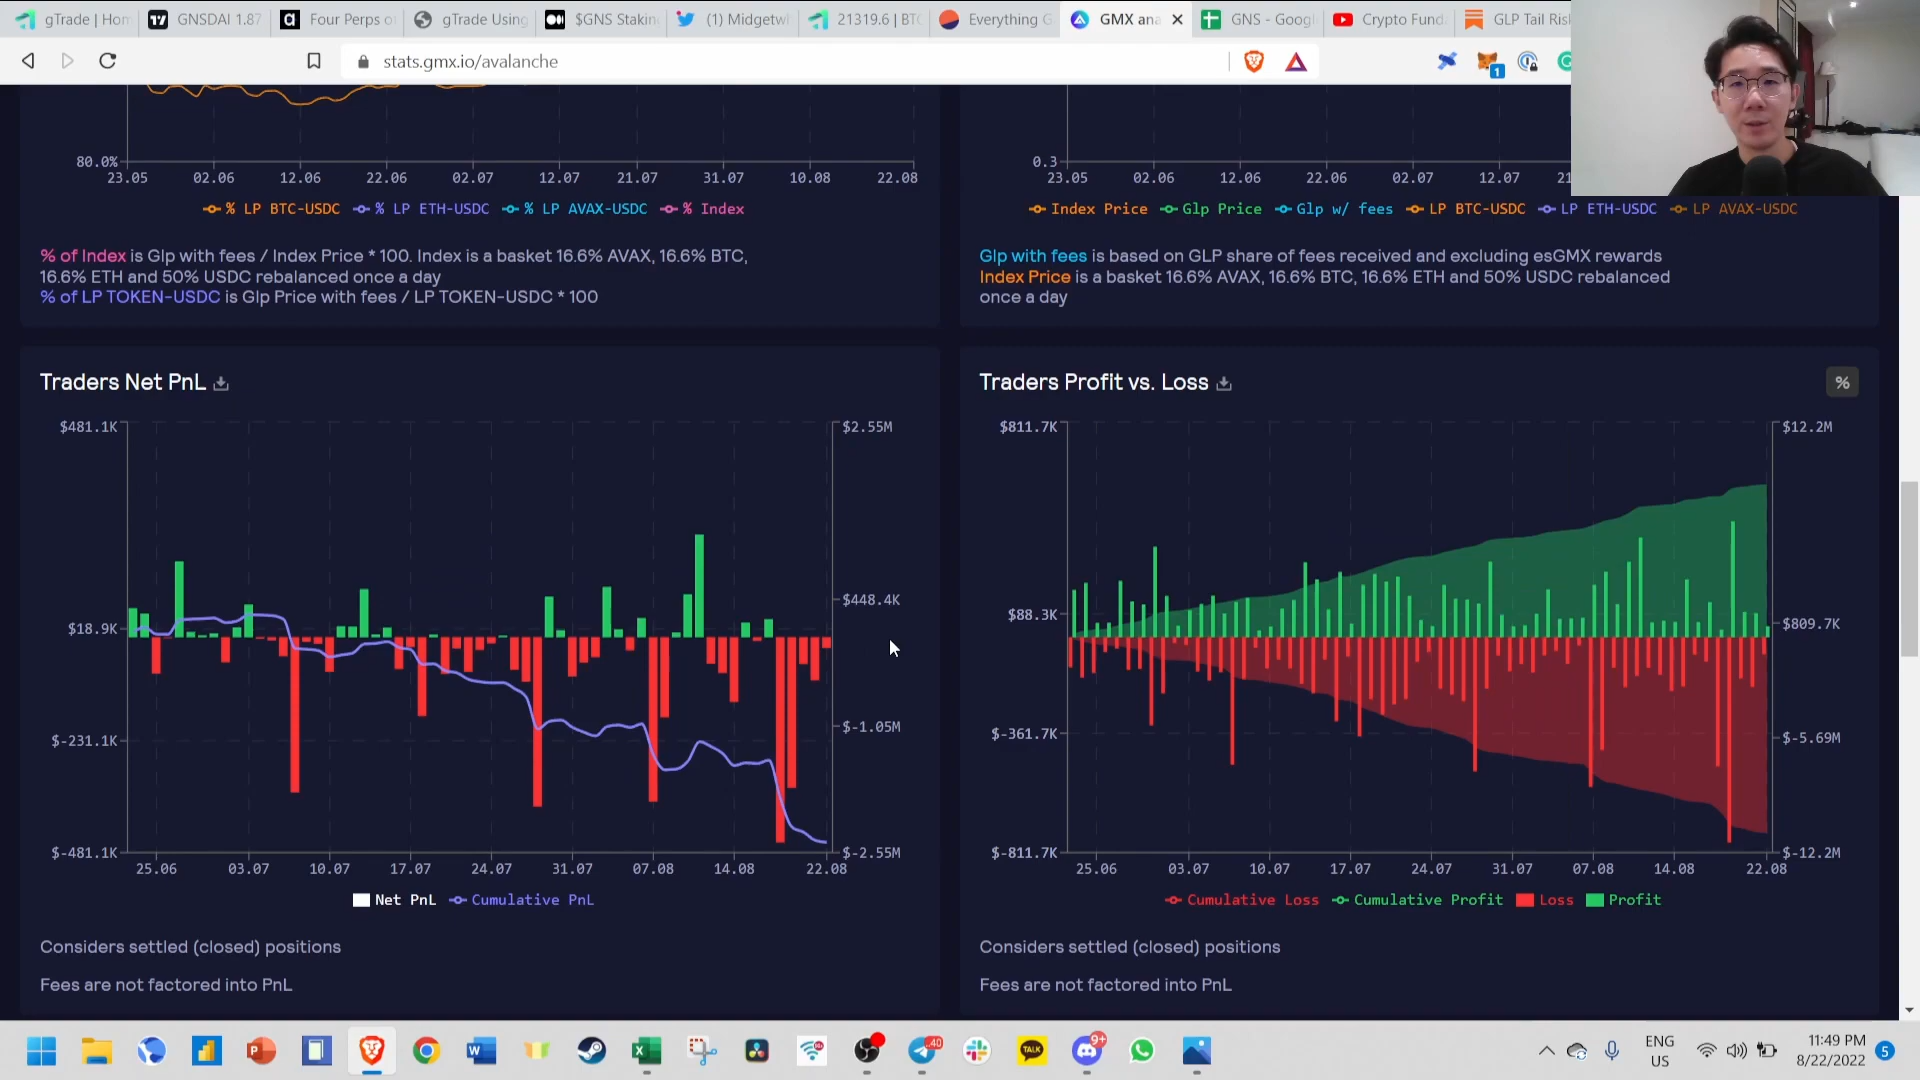 gTrade | Hom
GNSDAI 1.87
Four Perps o
gTrade Using
$GNS Stakin
(1) Midgetwh
21319.6 | BTC
Everything G
GMX ana
GNS - Googl
Crypto Fund
GLP Tail Ris
stats.gmx.io/avalanche
1
80.0%
23.05 02.06 12.06 22.06 02.07 12.07 21.07 31.07 10.08 22.08
% LP BTC-USDC % LP ETH-USDC % LP AVAX-USDC % Index
% of Index is Glp with fees / Index Price * 100. Index is a basket 16.6% AVAX, 16.6% BTC,
16.6% ETH and 50% USDC rebalanced once a day
% of LP TOKEN-USDC is Glp Price with fees / LP TOKEN-USDC * 100
0.3
23.05 02.06 12.06 22.06 02.07 12.07 21
Index Price Glp Price Glp w/ fees LP BTC-USDC LP ETH-USDC LP AVAX-USDC
Glp with fees is based on GLP share of fees received and excluding esGMX rewards
Index Price is a basket 16.6% AVAX, 16.6% BTC, 16.6% ETH and 50% USDC rebalanced
once a day
Traders Net PnL
$481.1K
$18.9K
$-231.1K
$-481.1K
$2.55M
$448.4K
$-1.05M
$-2.55M
25.06 03.07 10.07 17.07 24.07 31.07 07.08 14.08 22.08
Net PnL Cumulative PnL
Considers settled (closed) positions
Fees are not factored into PnL
Traders Profit vs. Loss
%
$811.7K
$88.3K
$-361.7K
$-811.7K
$12.2M
$809.7K
$-5.69M
$-12.2M
25.06 03.07 10.07 17.07 24.07 31.07 07.08 14.08 22.08
Cumulative Loss Cumulative Profit Loss Profit
Considers settled (closed) positions
Fees are not factored into PnL
TALK
.40
9+
ENG
US
11:49 PM
8/22/2022
5